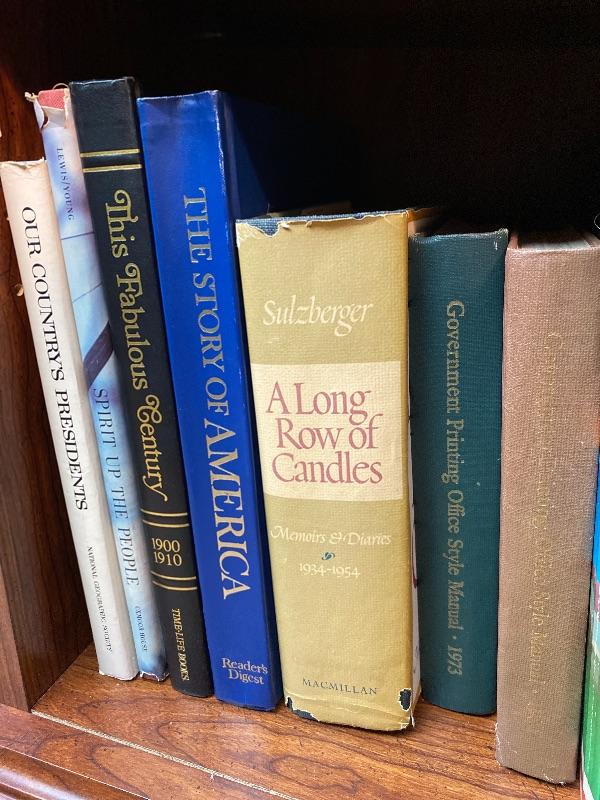 OUR COUNTRY'S PRESIDENTS
NATIONAL GEOGRAPHIC SOCIETY
LEWIS/YOUNG
SPIRIT UP THE PEOPLE
This Fabulous Century
1900
1910
TIME-LIFE BOOKS
THE STORY OF AMERICA
Reader's
Digest
Sulzberger
A Long
Row of
Candles
Memoirs & Diaries
1934-1954
MACMILLAN
Government Printing Office Style Manual • 1973
Style Manual